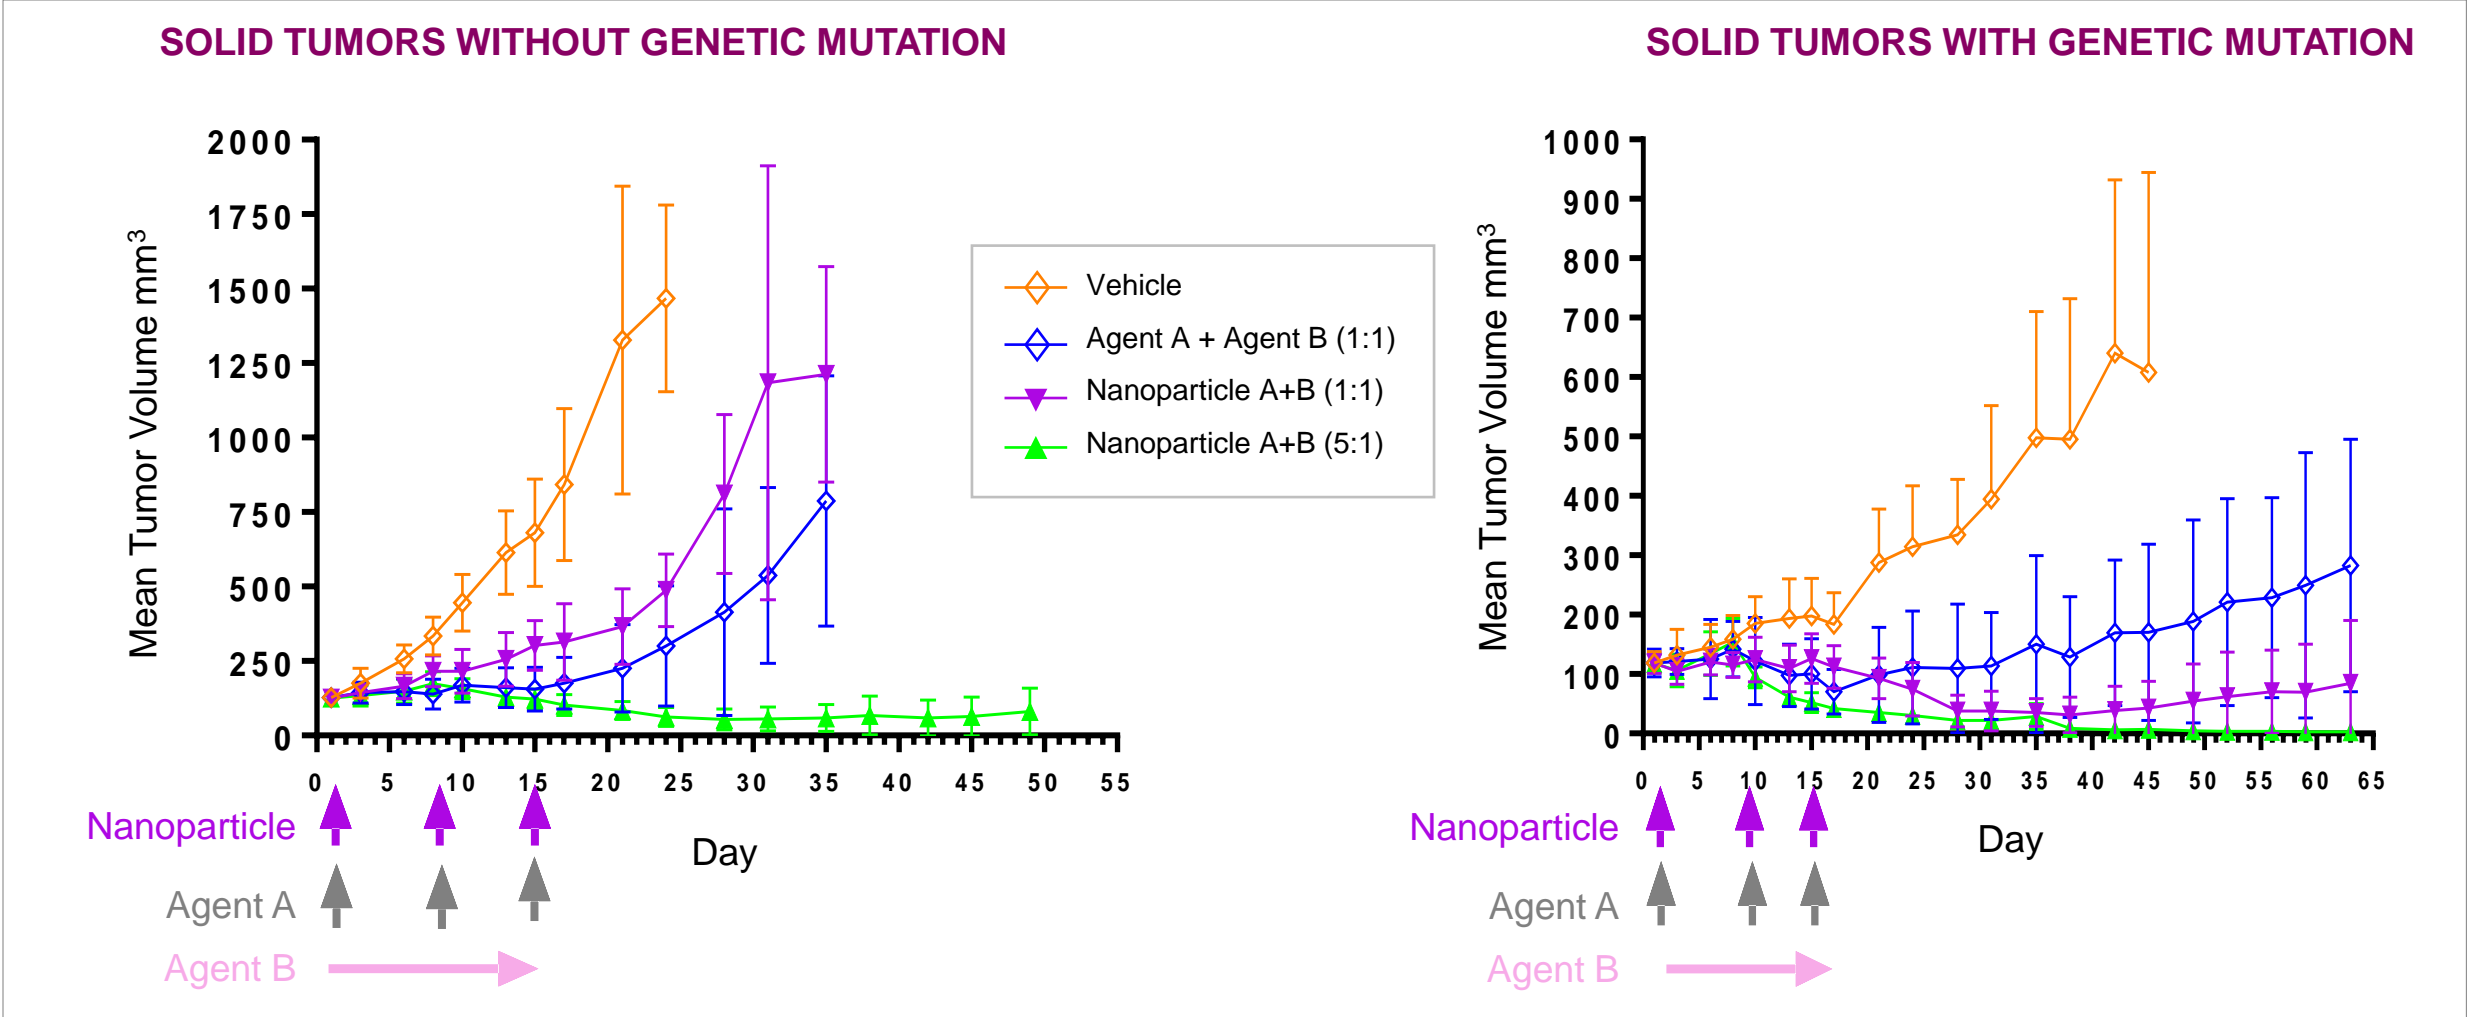 SOLID TUMORS WITHOUT GENETIC MUTATION
Mean Tumor Volume mm³
2000
1750
1500
1250
1000
750
500
250
0
0 5 10 15 20 25 30 35 40 45 50 55
Day
Nanoparticle
Agent A
Agent B
Vehicle
Agent A + Agent B (1:1)
Nanoparticle A+B (1:1)
Nanoparticle A+B (5:1)
SOLID TUMORS WITH GENETIC MUTATION
Mean Tumor Volume mm³
1000
900
800
700
600
500
400
300
200
100
0
0 5 10 15 20 25 30 35 40 45 50 55 60 65
Day
Nanoparticle
Agent A
Agent B